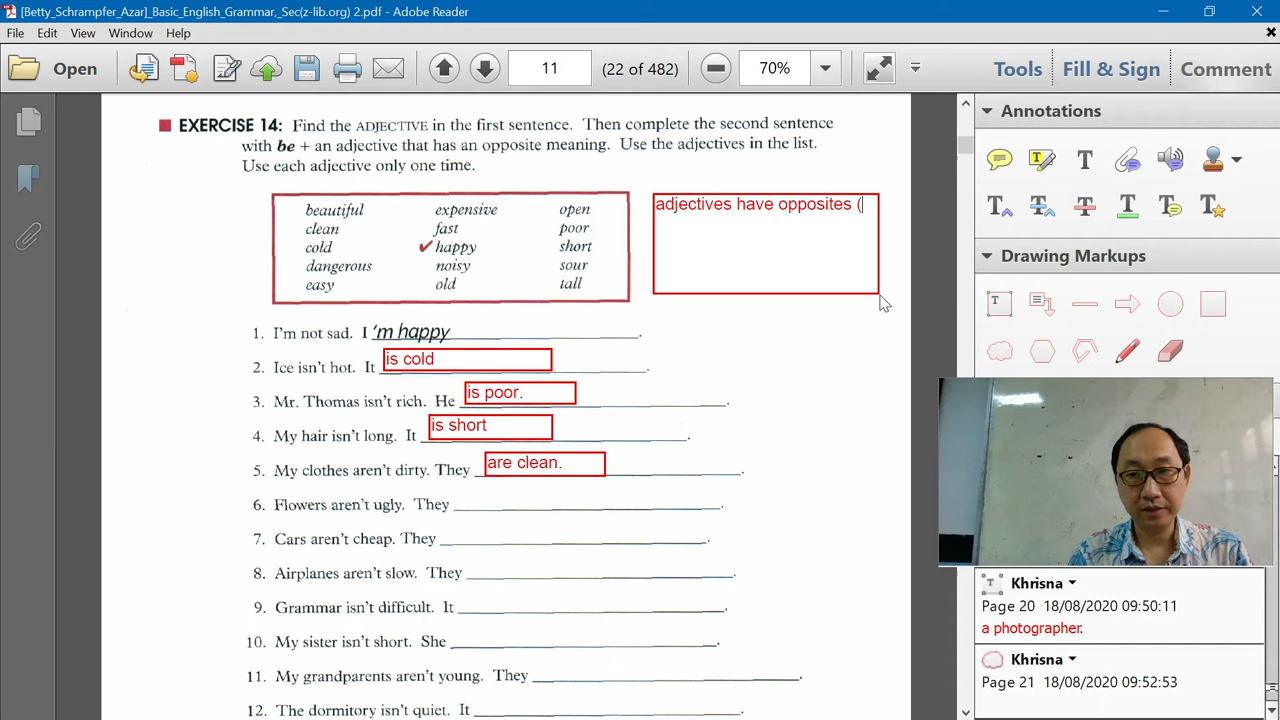 [Betty_Schrampfer_Azar]_Basic_English_Grammar,_Sec(z-lib.org) 2.pdf - Adobe Reader
File Edit View Window Help
Open 11 (22 of 482) 70% Tools Fill & Sign Comment
EXERCISE 14: Find the ADJECTIVE in the first sentence. Then complete the second sentence
with be + an adjective that has an opposite meaning. Use the adjectives in the list.
Use each adjective only one time.
beautiful expensive open
clean fast poor
cold ✔happy short
dangerous noisy sour
easy old tall
adjectives have opposites (
1. I'm not sad. I 'm happy .
2. Ice isn't hot. It is cold .
3. Mr. Thomas isn't rich. He is poor. .
4. My hair isn't long. It is short .
5. My clothes aren't dirty. They are clean. .
6. Flowers aren't ugly. They .
7. Cars aren't cheap. They .
8. Airplanes aren't slow. They .
9. Grammar isn't difficult. It .
10. My sister isn't short. She .
11. My grandparents aren't young. They .
12. The dormitory isn't quiet. It .
Annotations
Drawing Markups
Khrisna
Page 20 18/08/2020 09:50:11
a photographer.
Khrisna
Page 21 18/08/2020 09:52:53